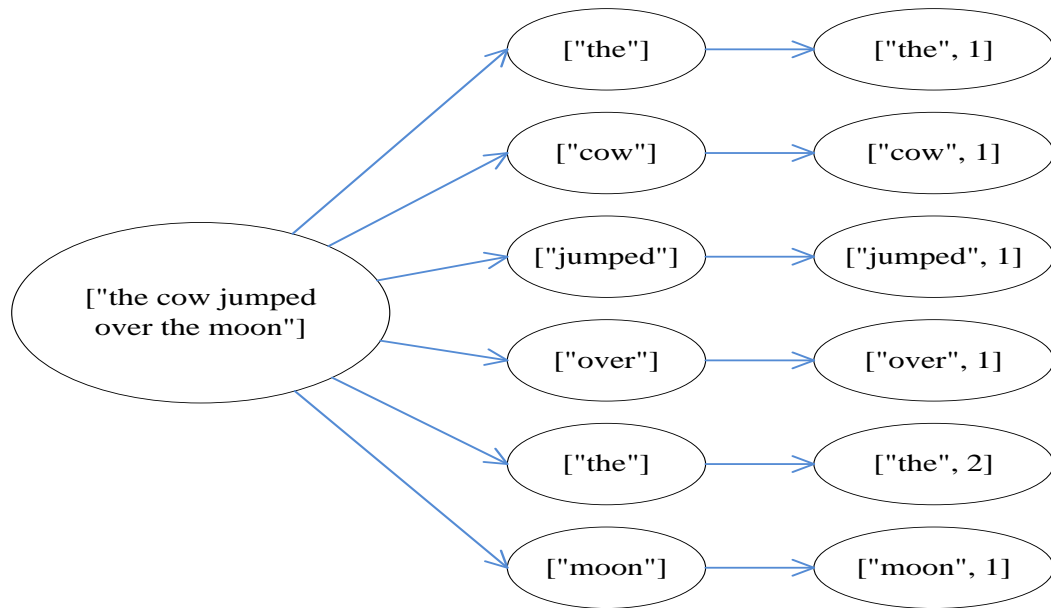 ["the"]
["the", 1]
["cow"]
["cow", 1]
["jumped"]
["jumped", 1]
["the cow jumped
over the moon"]
["over"]
["over", 1]
["the"]
["the", 2]
["moon"]
["moon", 1]